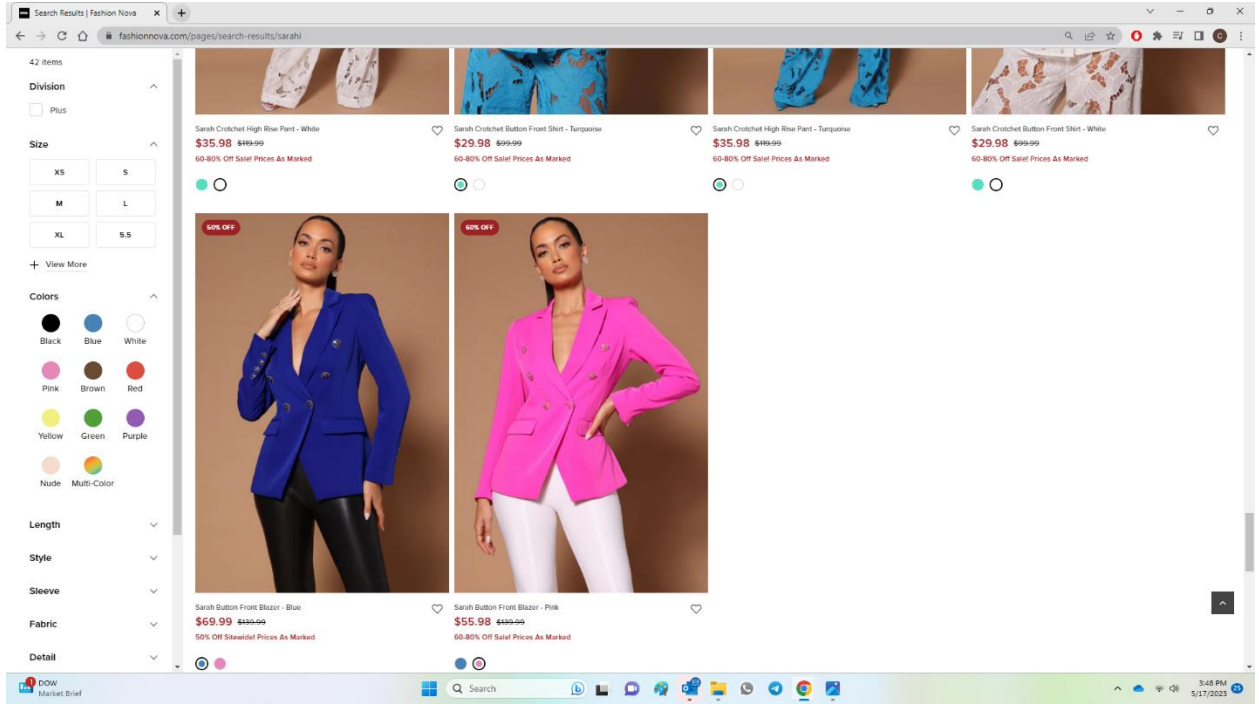 Search Results | Fashion Nova
fashionnova.com/pages/search-results/sarahi
42 items
Division
Plus
Size
XS S
M L
XL 5.5
+ View More
Colors
Black Blue White
Pink Brown Red
Yellow Green Purple
Nude Multi-Color
Length
Style
Sleeve
Fabric
Detail
Sarah Crotchet High Rise Pant - White
$35.98 $119.99
60-80% Off Sale! Prices As Marked
Sarah Crotchet Button Front Shirt - Turquoise
$29.98 $99.99
60-80% Off Sale! Prices As Marked
Sarah Crotchet High Rise Pant - Turquoise
$35.98 $119.99
60-80% Off Sale! Prices As Marked
Sarah Crotchet Button Front Shirt - White
$29.98 $99.99
60-80% Off Sale! Prices As Marked
50% OFF
Sarah Button Front Blazer - Blue
$69.99 $139.99
50% Off Sitewide! Prices As Marked
60% OFF
Sarah Button Front Blazer - Pink
$55.98 $139.99
60-80% Off Sale! Prices As Marked
DOW
Market Brief
Search
3:48 PM
5/17/2023